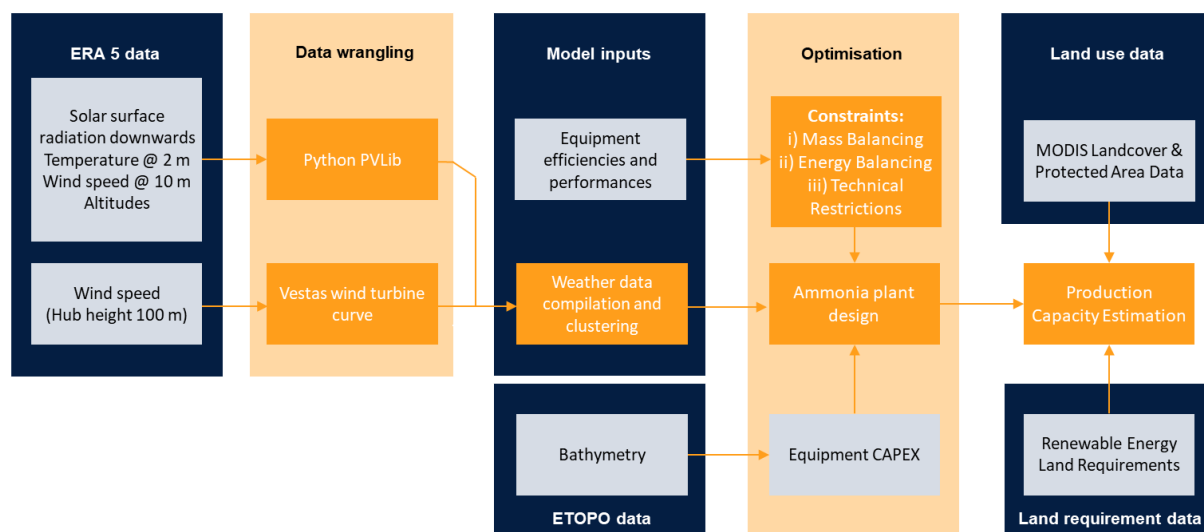 ERA 5 data
Solar surface
radiation downwards
Temperature @ 2 m
Wind speed @ 10 m
Altitudes
Wind speed
(Hub height 100 m)
Data wrangling
Python PVLib
Vestas wind turbine
curve
Model inputs
Equipment
efficiencies and
performances
Weather data
compilation and
clustering
Bathymetry
ETOPO data
Optimisation
Constraints:
i) Mass Balancing
ii) Energy Balancing
iii) Technical
Restrictions
Ammonia plant
design
Equipment CAPEX
Land use data
MODIS Landcover &
Protected Area Data
Production
Capacity Estimation
Renewable Energy
Land Requirements
Land requirement data